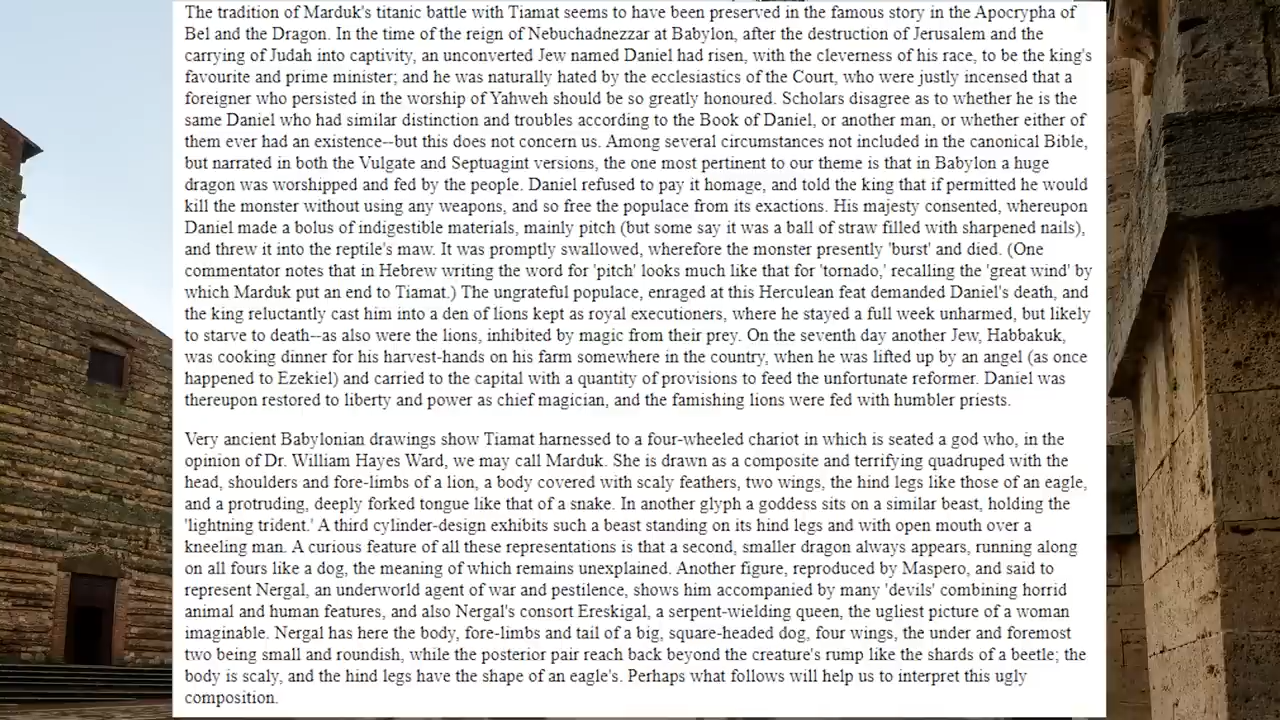 The tradition of Marduk's titanic battle with Tiamat seems to have been preserved in the famous story in the Apocrypha of
Bel and the Dragon. In the time of the reign of Nebuchadnezzar at Babylon, after the destruction of Jerusalem and the
carrying of Judah into captivity, an unconverted Jew named Daniel had risen, with the cleverness of his race, to be the king's
favourite and prime minister; and he was naturally hated by the ecclesiastics of the Court, who were justly incensed that a
foreigner who persisted in the worship of Yahweh should be so greatly honoured. Scholars disagree as to whether he is the
same Daniel who had similar distinction and troubles according to the Book of Daniel, or another man, or whether either of
them ever had an existence--but this does not concern us. Among several circumstances not included in the canonical Bible,
but narrated in both the Vulgate and Septuagint versions, the one most pertinent to our theme is that in Babylon a huge
dragon was worshipped and fed by the people. Daniel refused to pay it homage, and told the king that if permitted he would
kill the monster without using any weapons, and so free the populace from its exactions. His majesty consented, whereupon
Daniel made a bolus of indigestible materials, mainly pitch (but some say it was a ball of straw filled with sharpened nails),
and threw it into the reptile's maw. It was promptly swallowed, wherefore the monster presently 'burst' and died. (One
commentator notes that in Hebrew writing the word for 'pitch' looks much like that for 'tornado,' recalling the 'great wind' by
which Marduk put an end to Tiamat.) The ungrateful populace, enraged at this Herculean feat demanded Daniel's death, and
the king reluctantly cast him into a den of lions kept as royal executioners, where he stayed a full week unharmed, but likely
to starve to death--as also were the lions, inhibited by magic from their prey. On the seventh day another Jew, Habbakuk,
was cooking dinner for his harvest-hands on his farm somewhere in the country, when he was lifted up by an angel (as once
happened to Ezekiel) and carried to the capital with a quantity of provisions to feed the unfortunate reformer. Daniel was
thereupon restored to liberty and power as chief magician, and the famishing lions were fed with humbler priests.
Very ancient Babylonian drawings show Tiamat harnessed to a four-wheeled chariot in which is seated a god who, in the
opinion of Dr. William Hayes Ward, we may call Marduk. She is drawn as a composite and terrifying quadruped with the
head, shoulders and fore-limbs of a lion, a body covered with scaly feathers, two wings, the hind legs like those of an eagle,
and a protruding, deeply forked tongue like that of a snake. In another glyph a goddess sits on a similar beast, holding the
'lightning trident.' A third cylinder-design exhibits such a beast standing on its hind legs and with open mouth over a
kneeling man. A curious feature of all these representations is that a second, smaller dragon always appears, running along
on all fours like a dog, the meaning of which remains unexplained. Another figure, reproduced by Maspero, and said to
represent Nergal, an underworld agent of war and pestilence, shows him accompanied by many 'devils' combining horrid
animal and human features, and also Nergal's consort Ereskigal, a serpent-wielding queen, the ugliest picture of a woman
imaginable. Nergal has here the body, fore-limbs and tail of a big, square-headed dog, four wings, the under and foremost
two being small and roundish, while the posterior pair reach back beyond the creature's rump like the shards of a beetle; the
body is scaly, and the hind legs have the shape of an eagle's. Perhaps what follows will help us to interpret this ugly
composition.